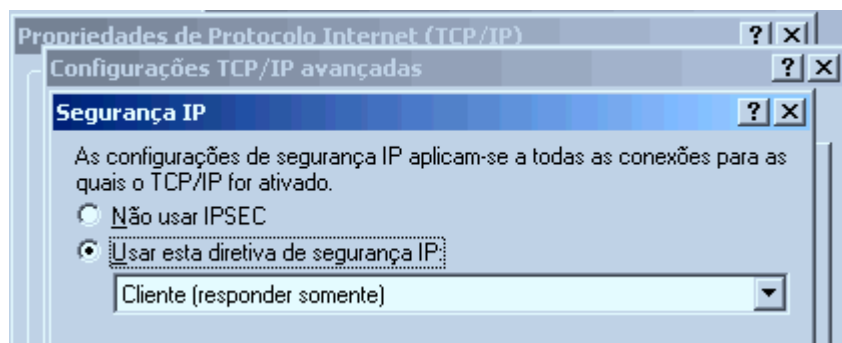 Propriedades de Protocolo Internet (TCP/IP)
Configurações TCP/IP avançadas
Segurança IP
As configurações de segurança IP aplicam-se a todas as conexões para as
quais o TCP/IP for ativado.
Não usar IPSEC
Usar esta diretiva de segurança IP:
Cliente (responder somente)